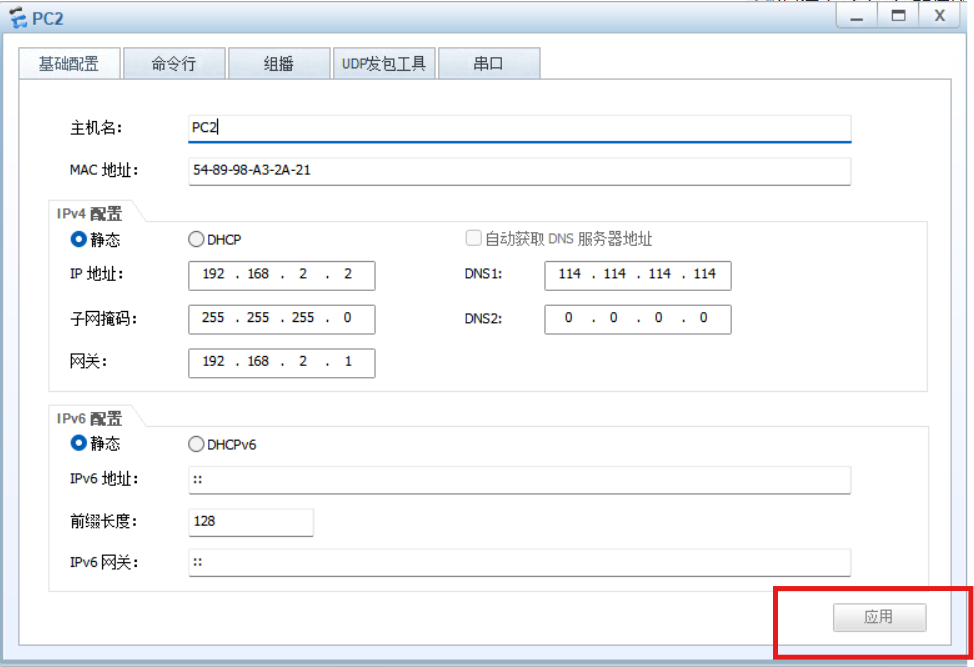 PC2
基础配置 命令行 组播 UDP发包工具 串口
主机名: PC2
MAC 地址: 54-89-98-A3-2A-21
IPv4 配置
静态 DHCP 自动获取 DNS 服务器地址
IP 地址: 192 . 168 . 2 . 2 DNS1: 114 . 114 . 114 . 114
子网掩码: 255 . 255 . 255 . 0 DNS2: 0 . 0 . 0 . 0
网关: 192 . 168 . 2 . 1
IPv6 配置
静态 DHCPv6
IPv6 地址: ::
前缀长度: 128
IPv6 网关: ::
应用